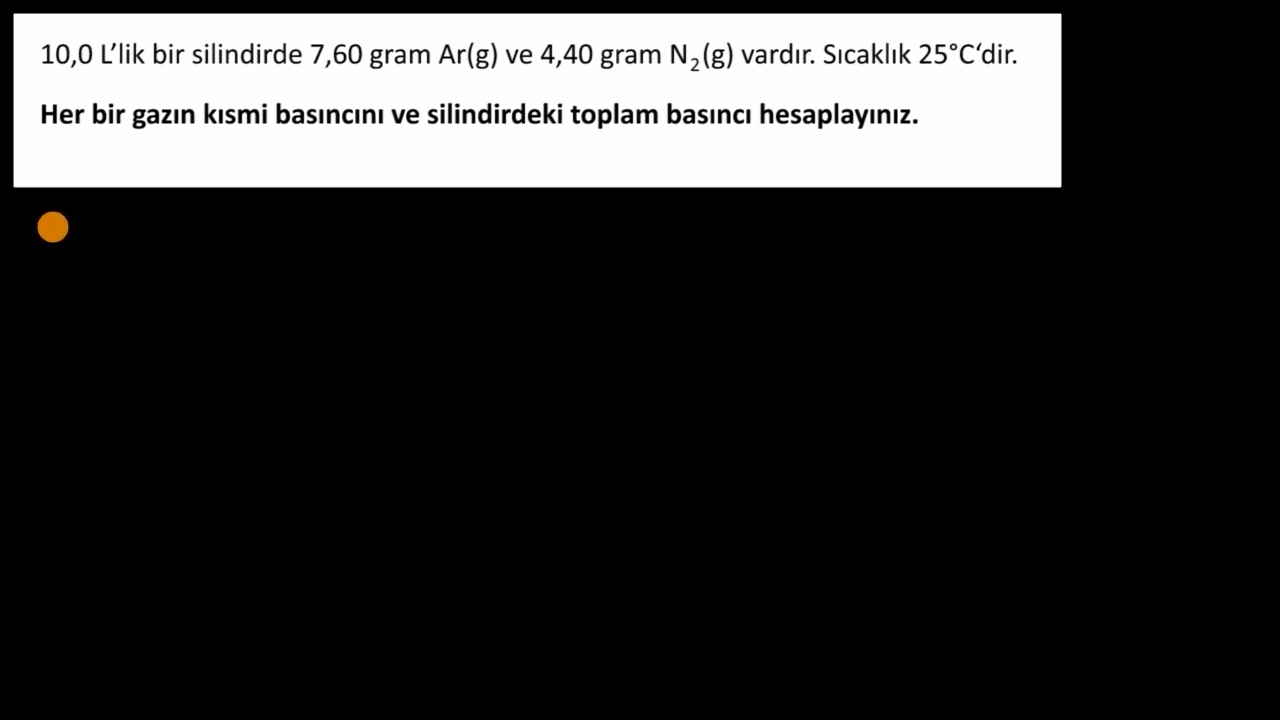 10,0 L’lik bir silindirde 7,60 gram Ar(g) ve 4,40 gram N₂(g) vardır. Sıcaklık 25°C‘dir.
Her bir gazın kısmi basıncını ve silindirdeki toplam basıncı hesaplayınız.